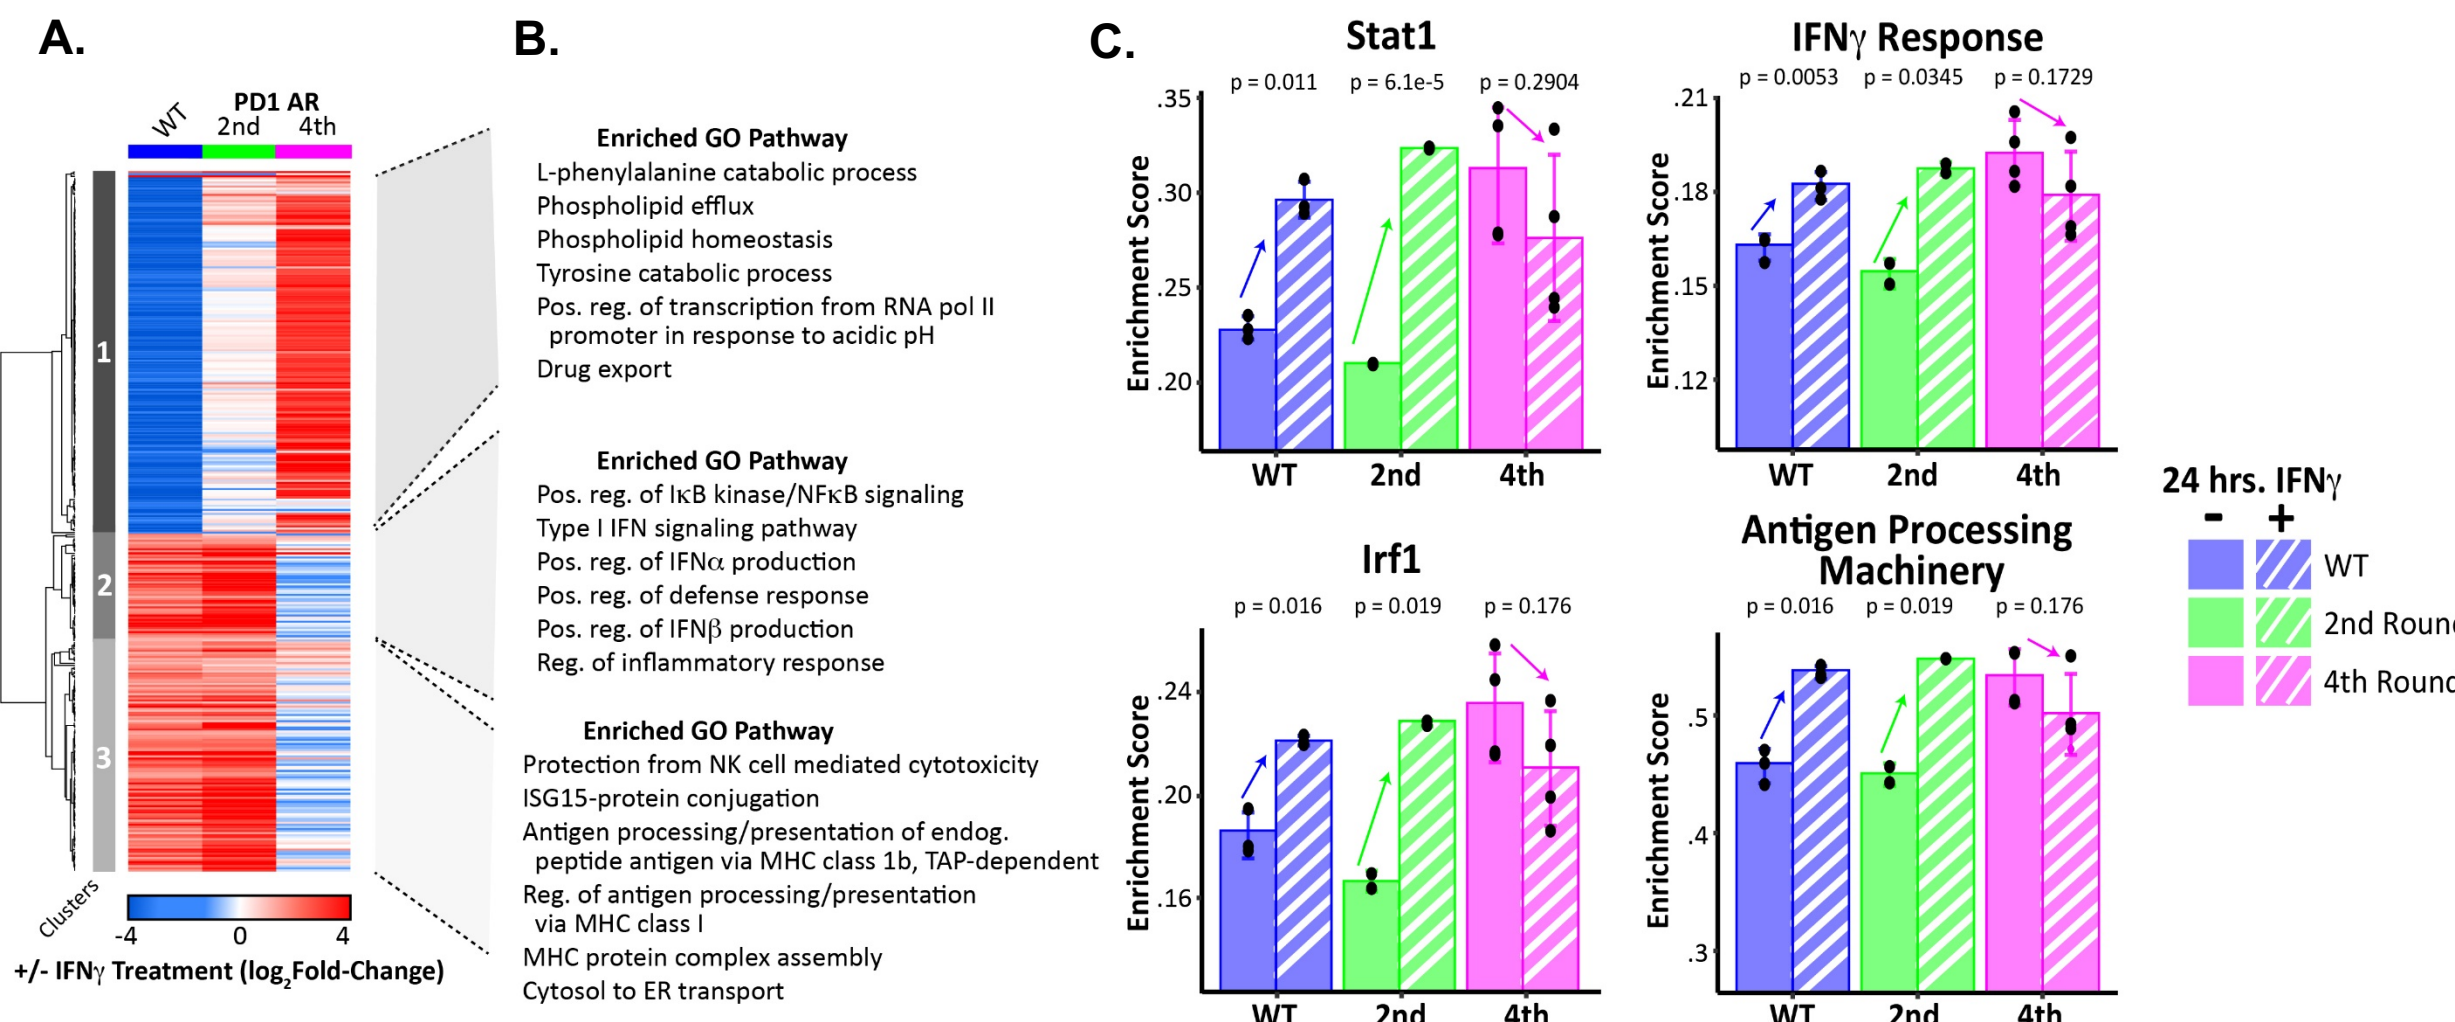 A.
WT
PD1 AR
2nd
4th
1
2
3
Clusters
-4
0
4
+/- IFNγ Treatment (log2Fold-Change)
B.
Enriched GO Pathway
L-phenylalanine catabolic process
Phospholipid efflux
Phospholipid homeostasis
Tyrosine catabolic process
Pos. reg. of transcription from RNA pol II
promoter in response to acidic pH
Drug export
Enriched GO Pathway
Pos. reg. of IκB kinase/NFκB signaling
Type I IFN signaling pathway
Pos. reg. of IFNα production
Pos. reg. of defense response
Pos. reg. of IFNβ production
Reg. of inflammatory response
Enriched GO Pathway
Protection from NK cell mediated cytotoxicity
ISG15-protein conjugation
Antigen processing/presentation of endog.
peptide antigen via MHC class 1b, TAP-dependent
Reg. of antigen processing/presentation
via MHC class I
MHC protein complex assembly
Cytosol to ER transport
C.
Stat1
p = 0.011
p = 6.1e-5
p = 0.2904
Enrichment Score
.35
.30
.25
.20
WT
2nd
4th
IFNγ Response
p = 0.0053
p = 0.0345
p = 0.1729
Enrichment Score
.21
.18
.15
.12
WT
2nd
4th
Irf1
p = 0.016
p = 0.019
p = 0.176
Enrichment Score
.24
.20
.16
WT
2nd
4th
Antigen Processing
Machinery
p = 0.016
p = 0.019
p = 0.176
Enrichment Score
.5
.4
.3
WT
2nd
4th
24 hrs. IFNγ
- +
WT
2nd Roun
4th Roun